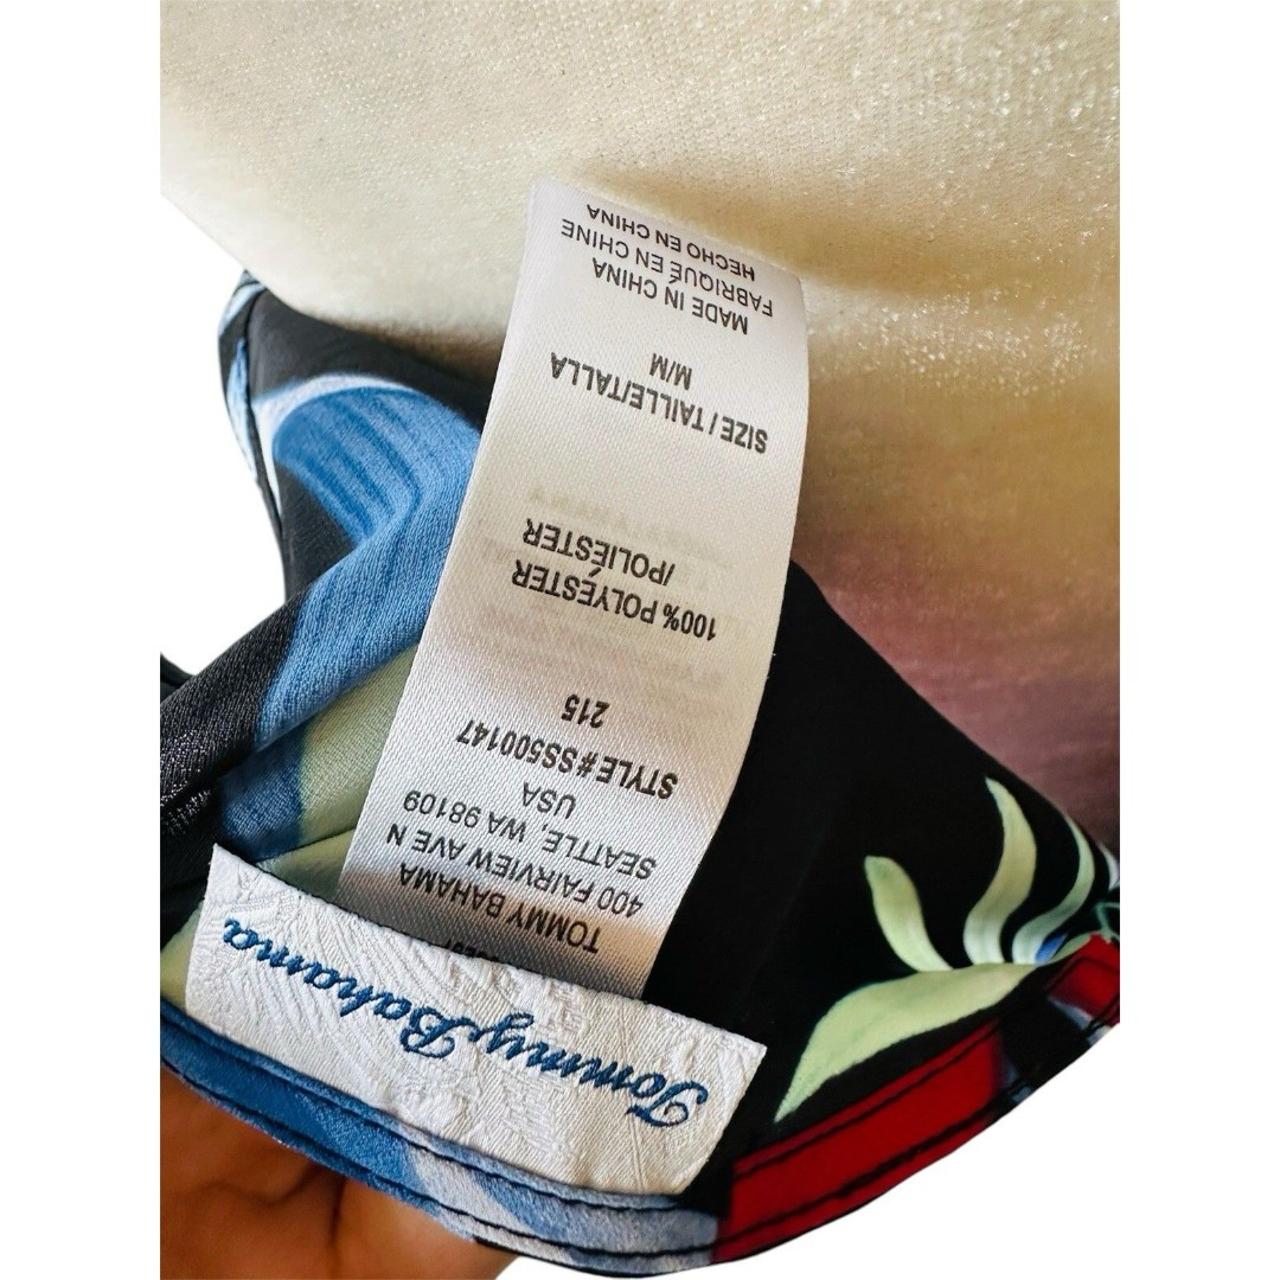 Tommy Bahama
TOMMY BAHAMA
400 FAIRVIEW AVE N
SEATTLE, WA 98109
USA
STYLE#SS500147
215
100% POLYÉSTER
/POLIÉSTER
SIZE / TAILLE/TALLA
M/M
MADE IN CHINA
FABRIQUÉ EN CHINE
HECHO EN CHINA